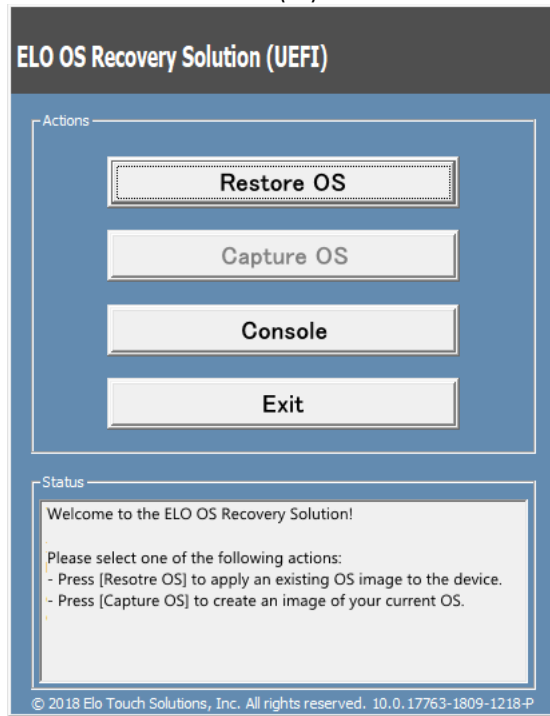 ELO OS Recovery Solution (UEFI)
Actions
Restore OS
Capture OS
Console
Exit
Status
Welcome to the ELO OS Recovery Solution!
Please select one of the following actions:
- Press [Resotre OS] to apply an existing OS image to the device.
- Press [Capture OS] to create an image of your current OS.
© 2018 Elo Touch Solutions, Inc. All rights reserved. 10.0.17763-1809-1218-P